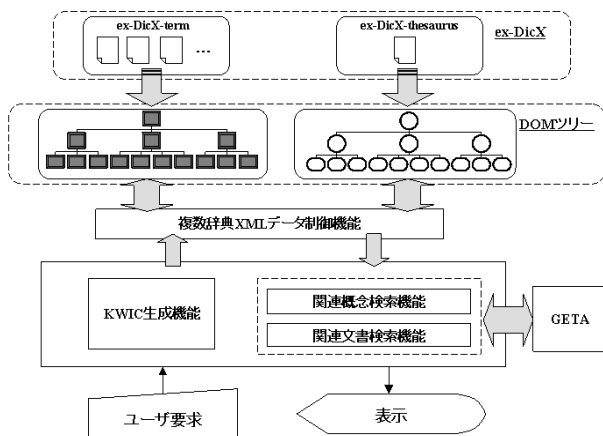 ex-DicX-term
ex-DicX-thesaurus
ex-DicX
…
DOMツリー
複数辞典XMLデータ制御機能
KWIC生成機能
関連概念検索機能
関連文書検索機能
GETA
ユーザ要求
表示